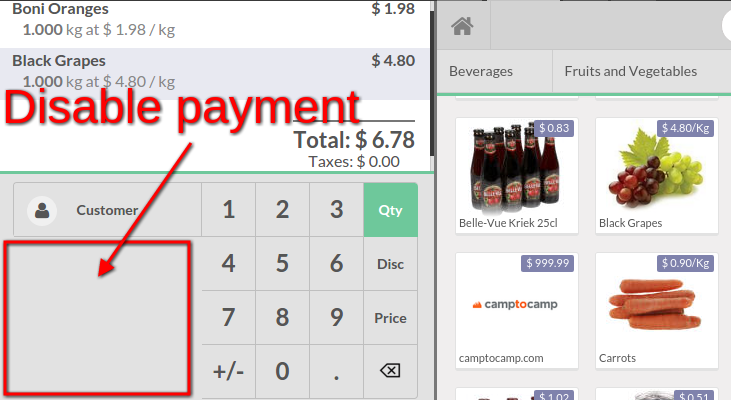 Boni Oranges $ 1.98
1.000 kg at $ 1.98 / kg
Black Grapes $ 4.80
1.000 kg at $ 4.80 / kg
Disable payment
Total: $ 6.78
Taxes: $ 0.00
Customer
1 2 3 Qty
4 5 6 Disc
7 8 9 Price
+/- 0 .
Beverages Fruits and Vegetables
$ 0.83 $ 4.80/Kg
Belle-Vue Kriek 25cl Black Grapes
$ 999.99 $ 0.90/Kg
camptocamp
camptocamp.com Carrots
$ 1.02 $ 0.51